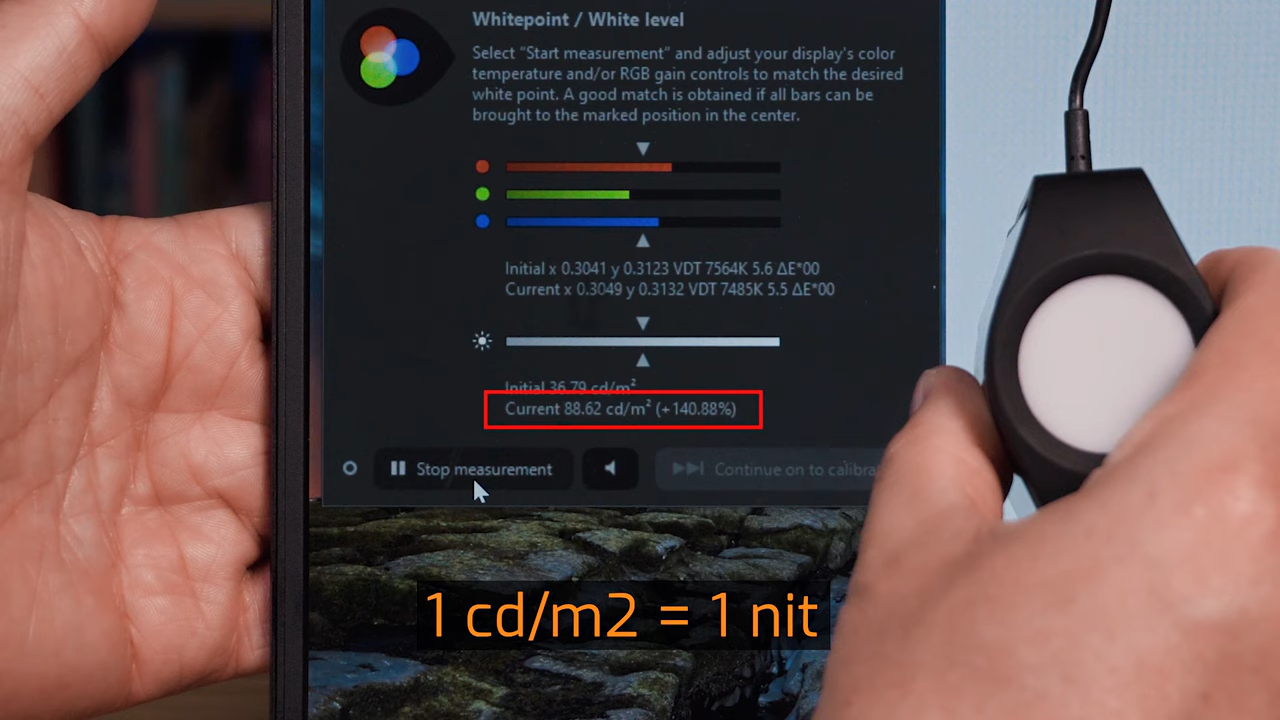 Whitepoint / White level
Select "Start measurement" and adjust your display's color
temperature and/or RGB gain controls to match the desired
white point. A good match is obtained if all bars can be
brought to the marked position in the center.
Initial x 0.3041 y 0.3123 VDT 7564K 5.6 ΔE*00
Current x 0.3049 y 0.3132 VDT 7485K 5.5 ΔE*00
Initial 36.79 cd/m²
Current 88.62 cd/m² (+140.88%)
Stop measurement
Continue on to calibra
1 cd/m2 = 1 nit